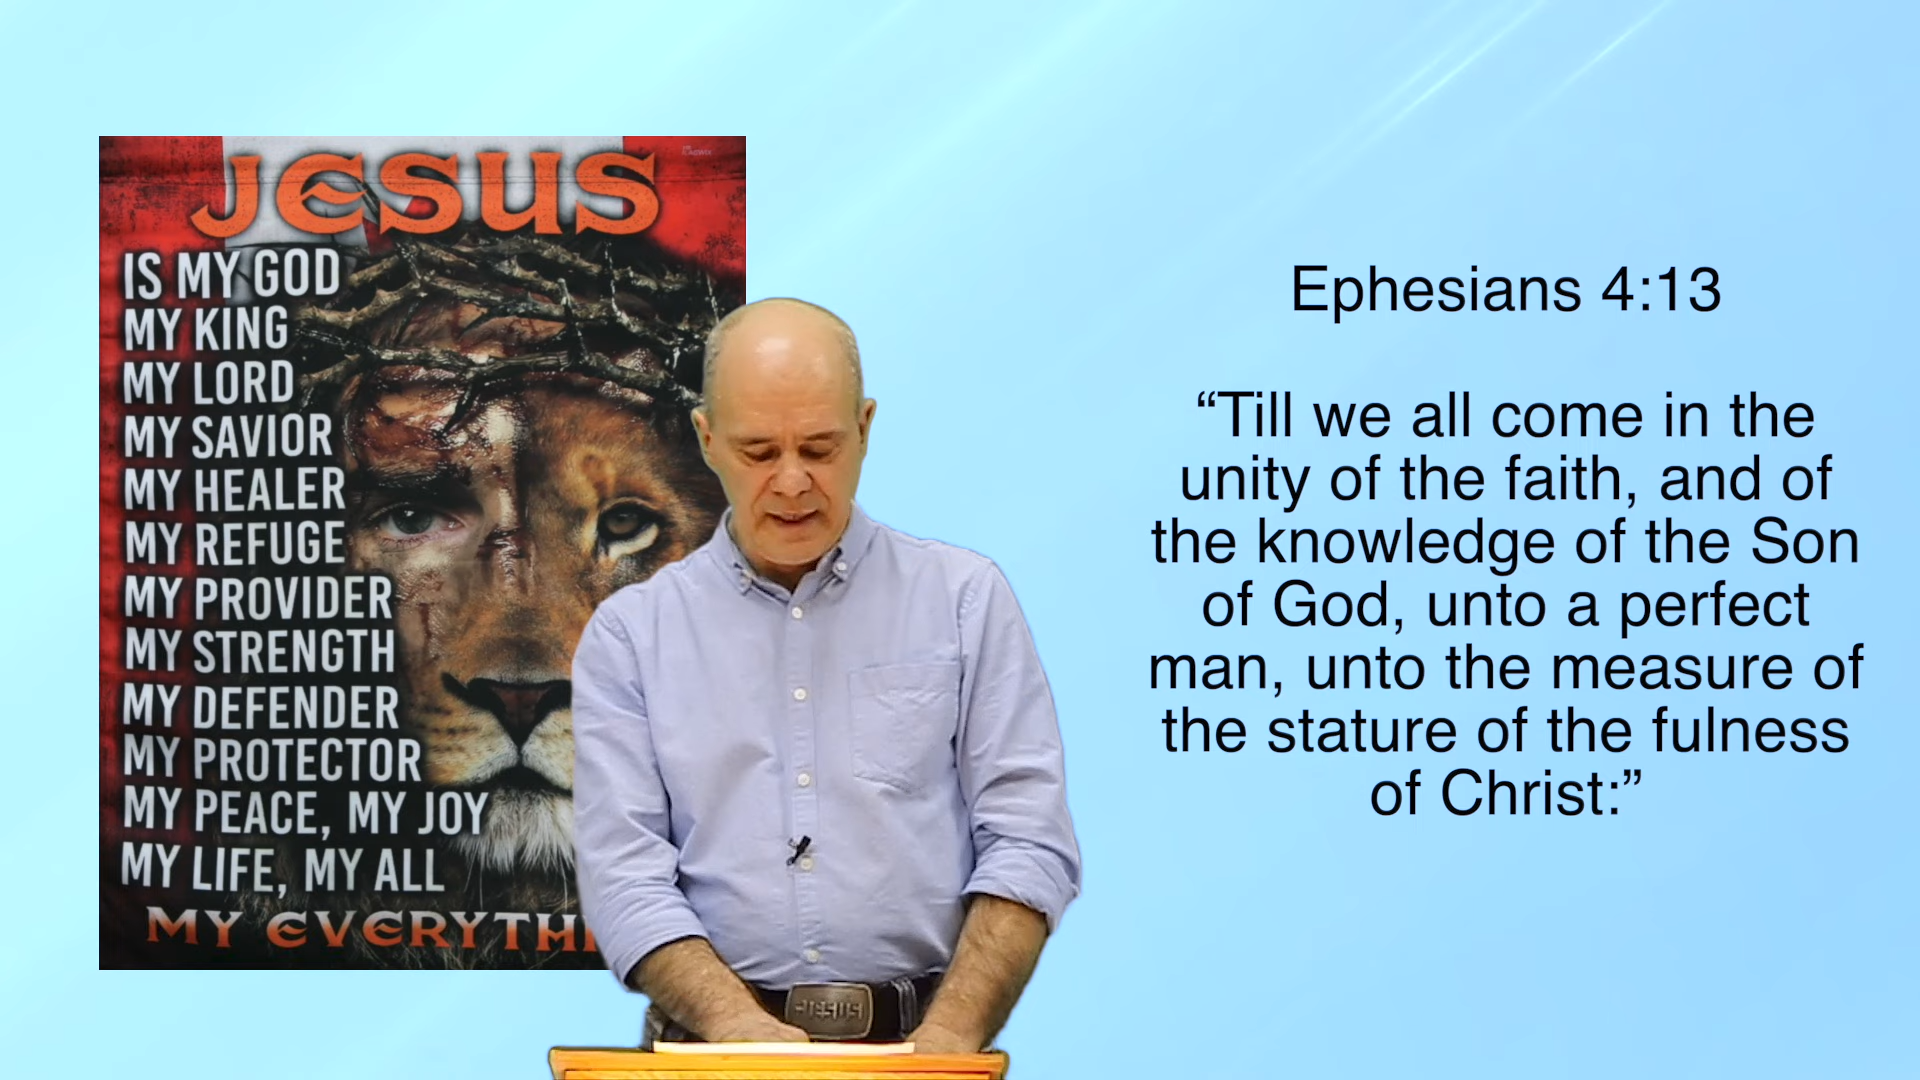 JESUS
IS MY GOD
MY KING
MY LORD
MY SAVIOR
MY HEALER
MY REFUGE
MY PROVIDER
MY STRENGTH
MY DEFENDER
MY PROTECTOR
MY PEACE, MY JOY
MY LIFE, MY ALL
MY EVERYTHI
JESUS
Ephesians 4:13
“Till we all come in the
unity of the faith, and of
the knowledge of the Son
of God, unto a perfect
man, unto the measure of
the stature of the fulness
of Christ:”